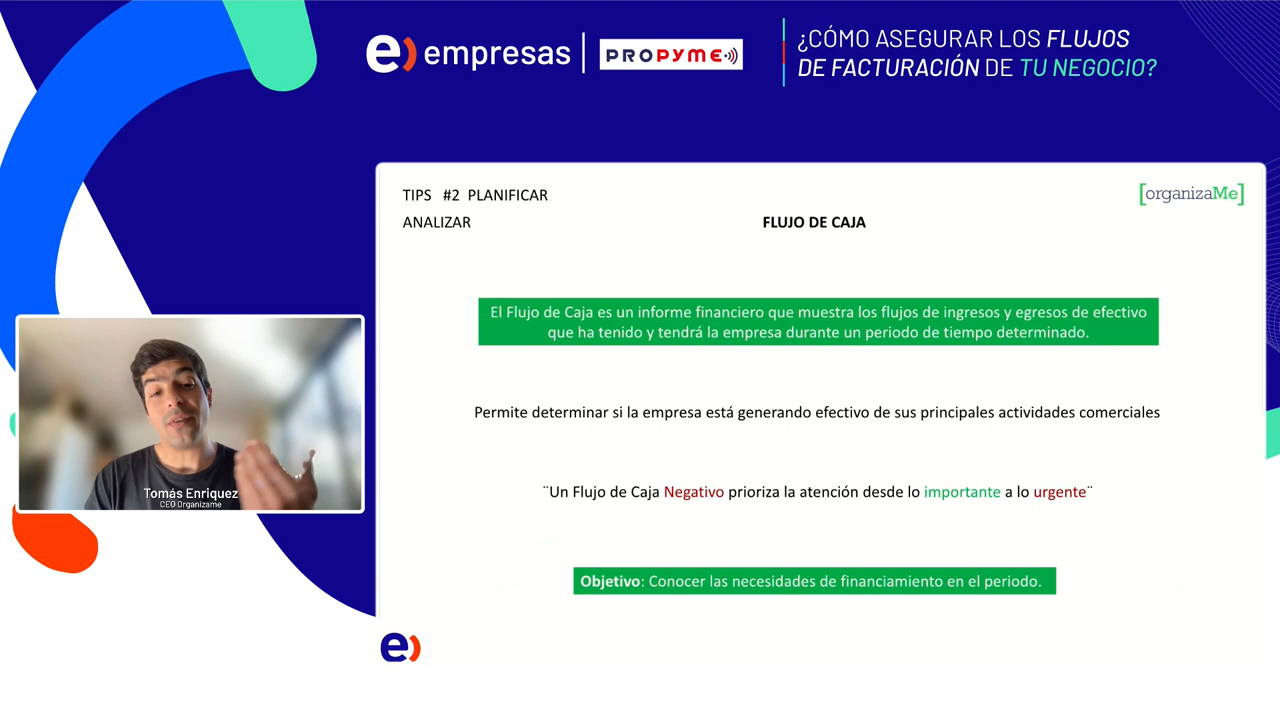 e) empresas
PROPYME
¿CÓMO ASEGURAR LOS FLUJOS
DE FACTURACIÓN DE TU NEGOCIO?
TIPS #2 PLANIFICAR
[organizaMe]
ANALIZAR
FLUJO DE CAJA
El Flujo de Caja es un informe financiero que muestra los flujos de ingresos y egresos de efectivo
que ha tenido y tendrá la empresa durante un periodo de tiempo determinado.
Permite determinar si la empresa está generando efectivo de sus principales actividades comerciales
¨Un Flujo de Caja Negativo prioriza la atención desde lo importante a lo urgente¨
Tomás Enriquez
CEO Organizame
Objetivo: Conocer las necesidades de financiamiento en el periodo.
e)